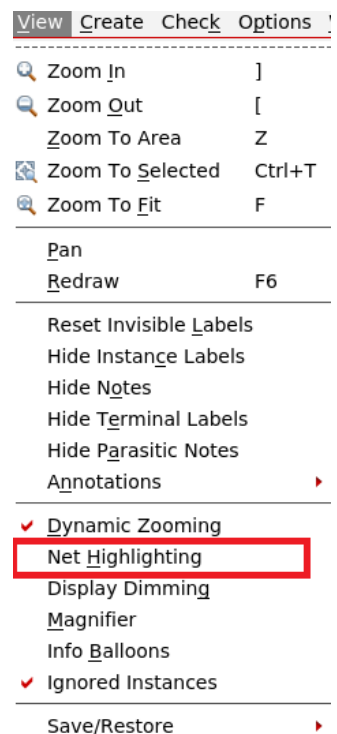 View Create Check Options
Zoom In ]
Zoom Out [
Zoom To Area Z
Zoom To Selected Ctrl+T
Zoom To Fit F
Pan
Redraw F6
Reset Invisible Labels
Hide Instance Labels
Hide Notes
Hide Terminal Labels
Hide Parasitic Notes
Annotations
Dynamic Zooming
Net Highlighting
Display Dimming
Magnifier
Info Balloons
Ignored Instances
Save/Restore